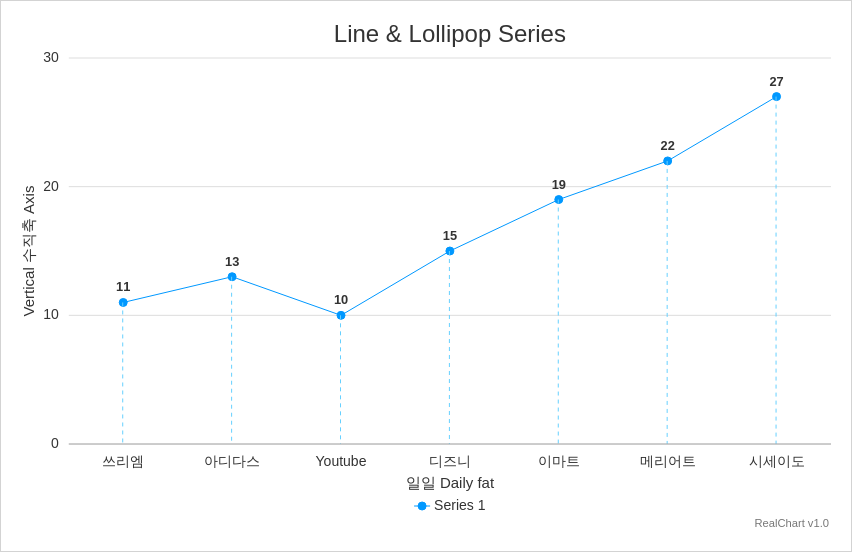 Line & Lollipop Series
30
20
10
0
Vertical 수직축 Axis
11
13
10
15
19
22
27
쓰리엠 아디다스 Youtube 디즈니 이마트 메리어트 시세이도
일일 Daily fat
Series 1
RealChart v1.0